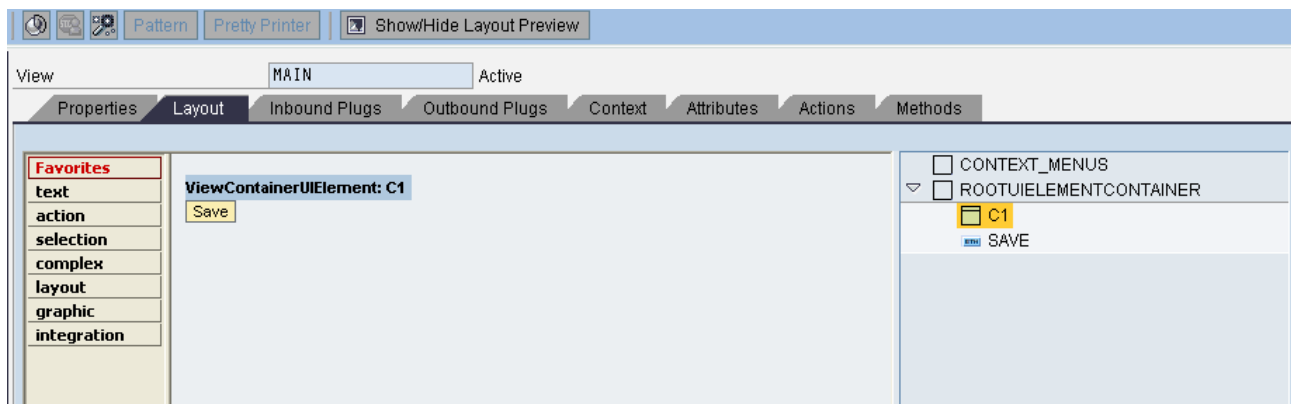 Pattern Pretty Printer Show/Hide Layout Preview
View MAIN Active
Properties Layout Inbound Plugs Outbound Plugs Context Attributes Actions Methods
Favorites
text
action
selection
complex
layout
graphic
integration
ViewContainerUIElement: C1
Save
CONTEXT_MENUS
ROOTUIELEMENTCONTAINER
C1
SAVE